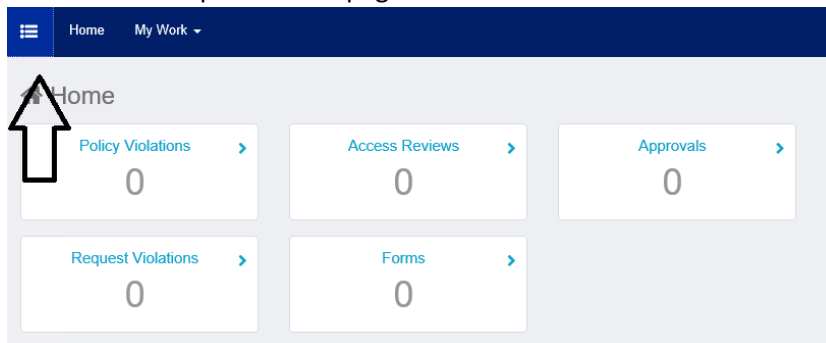 Home My Work
Home
Policy Violations Access Reviews Approvals
0 0 0
Request Violations Forms
0 0